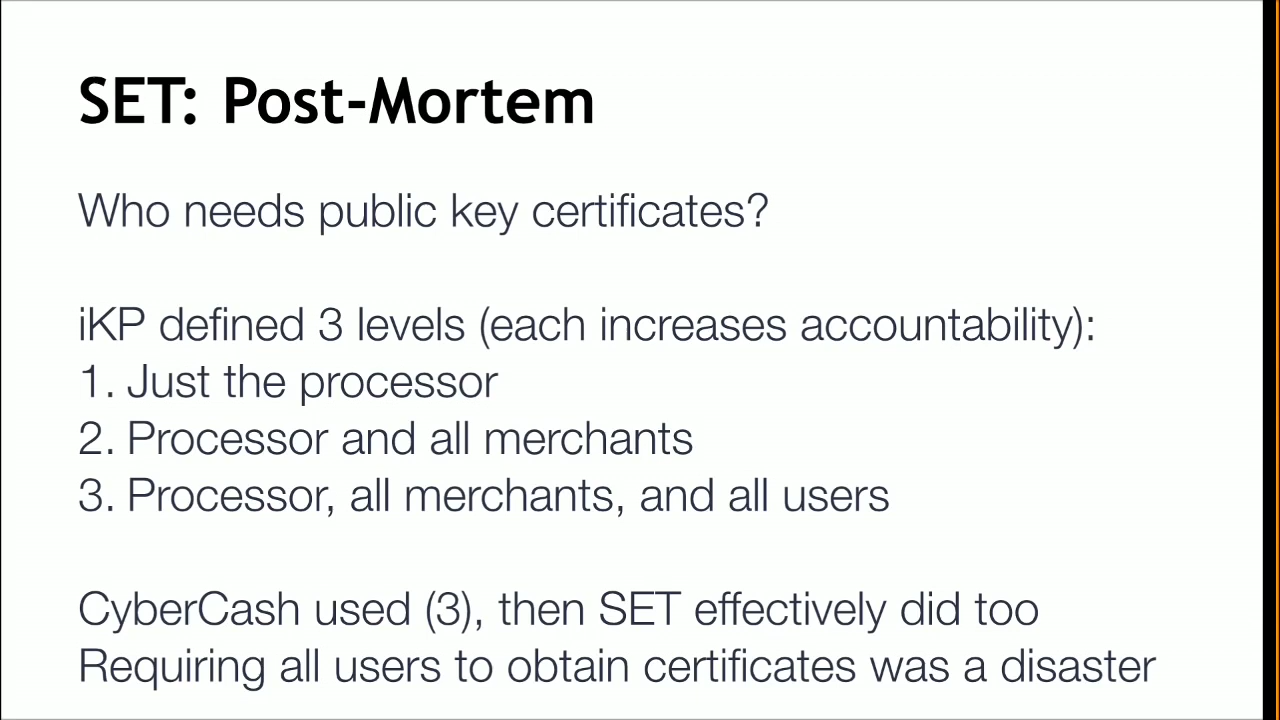 SET: Post-Mortem
Who needs public key certificates?
iKP defined 3 levels (each increases accountability):
1. Just the processor
2. Processor and all merchants
3. Processor, all merchants, and all users
CyberCash used (3), then SET effectively did too
Requiring all users to obtain certificates was a disaster